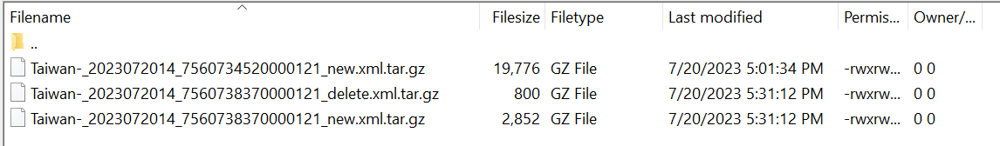 Filename Filesize Filetype Last modified Permis... Owner/...
..
Taiwan-_2023072014_7560734520000121_new.xml.tar.gz 19,776 GZ File 7/20/2023 5:01:34 PM -rwxrw... 0 0
Taiwan-_2023072014_7560738370000121_delete.xml.tar.gz 800 GZ File 7/20/2023 5:31:12 PM -rwxrw... 0 0
Taiwan-_2023072014_7560738370000121_new.xml.tar.gz 2,852 GZ File 7/20/2023 5:31:12 PM -rwxrw... 0 0